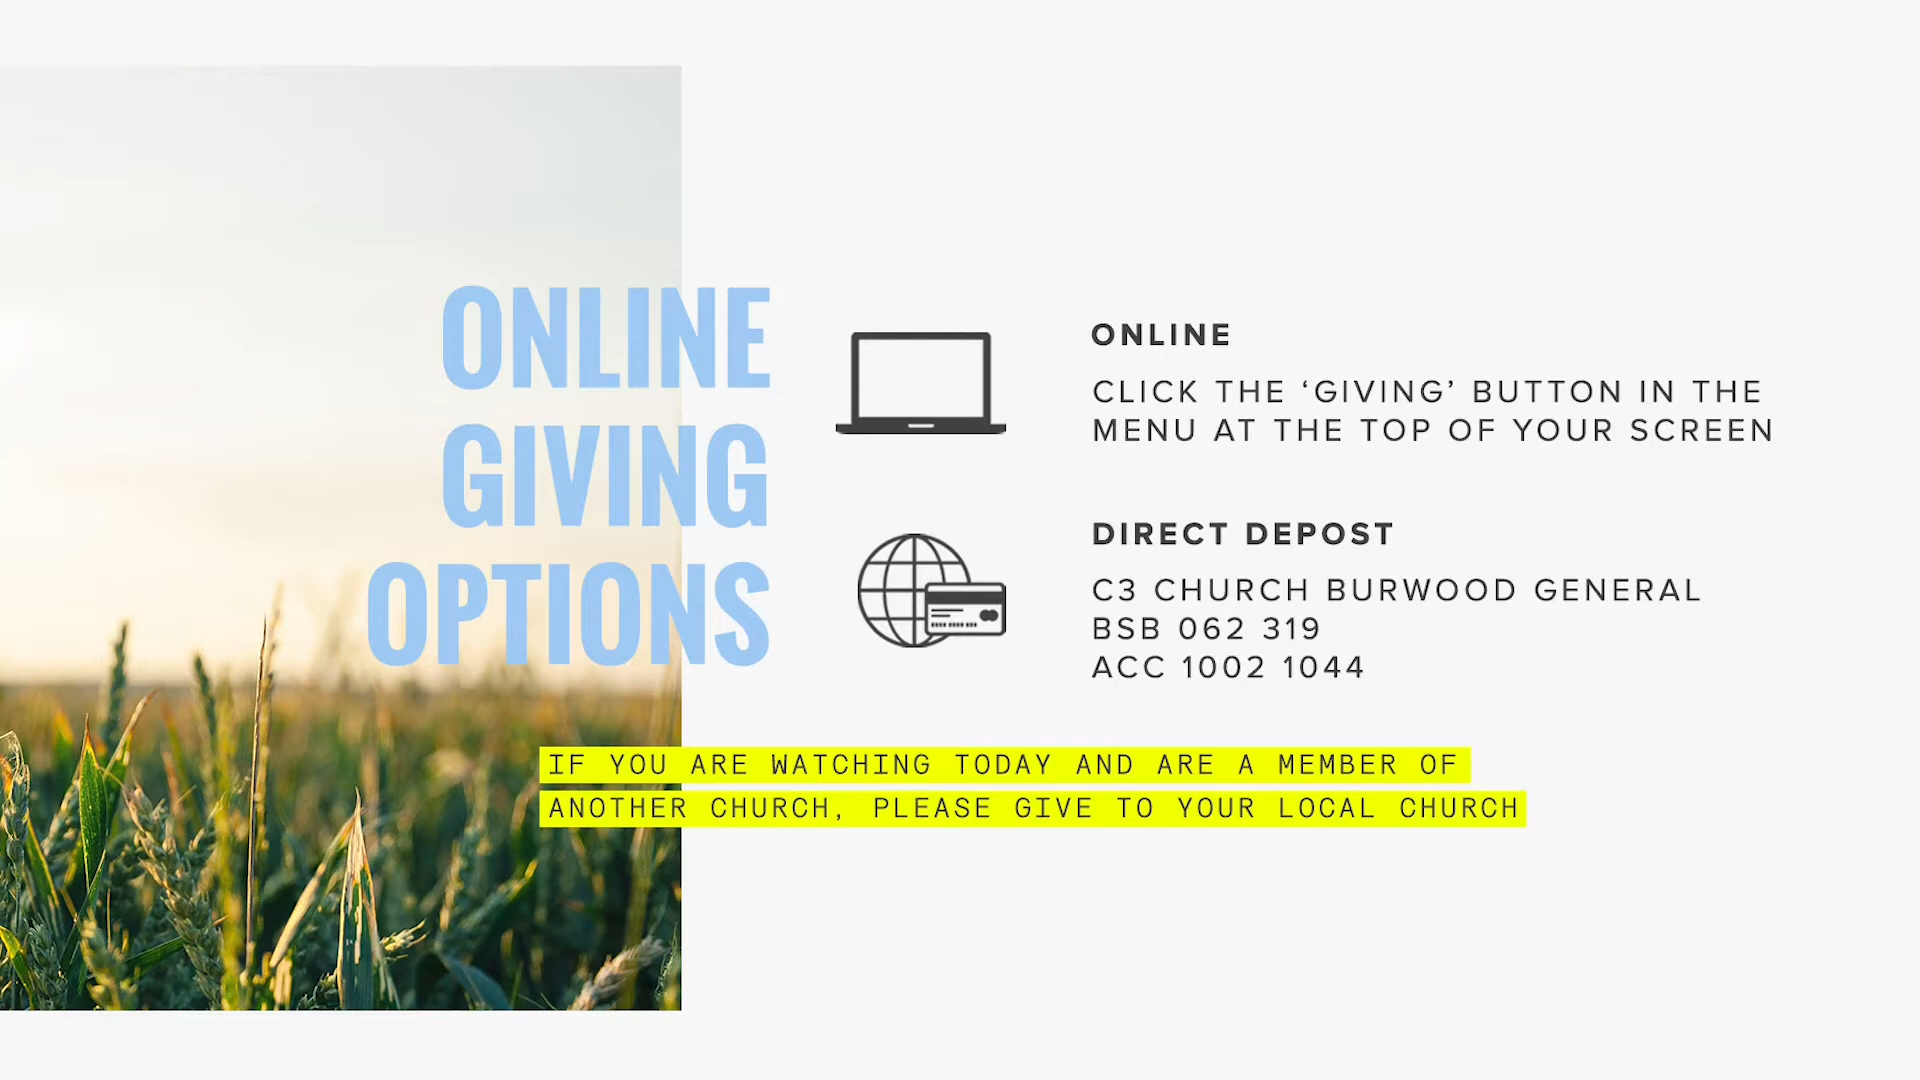 ONLINE
GIVING
OPTIONS
ONLINE
CLICK THE ‘GIVING’ BUTTON IN THE
MENU AT THE TOP OF YOUR SCREEN
DIRECT DEPOST
C3 CHURCH BURWOOD GENERAL
BSB 062 319
ACC 1002 1044
IF YOU ARE WATCHING TODAY AND ARE A MEMBER OF
ANOTHER CHURCH, PLEASE GIVE TO YOUR LOCAL CHURCH